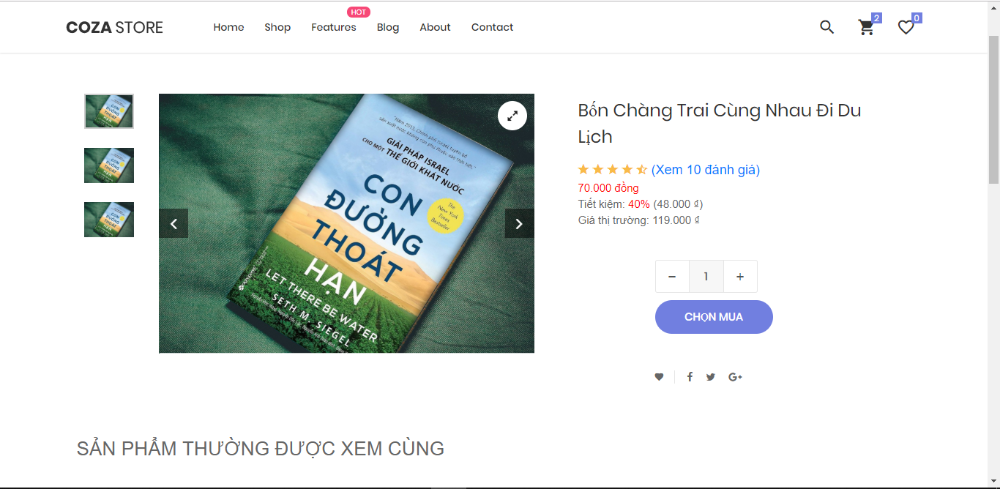 HOT
COZA STORE
Home Shop Features Blog About Contact
2
0
"Năm 2015, Chính phủ Israel tuyên bố
sản xuất nước không còn phụ thuộc vào thời tiết."
GIẢI PHÁP ISRAEL
CHO MỘT THẾ GIỚI KHÁT NƯỚC
CON
ĐƯỜNG
THOÁT
HẠN
The
New York
Times
Bestseller
LET THERE BE WATER
SETH M. SIEGEL
Bốn Chàng Trai Cùng Nhau Đi Du
Lịch
(Xem 10 đánh giá)
70.000 đồng
Tiết kiệm: 40% (48.000 ₫)
Giá thị trường: 119.000 ₫
− 1 +
CHỌN MUA
SẢN PHẨM THƯỜNG ĐƯỢC XEM CÙNG